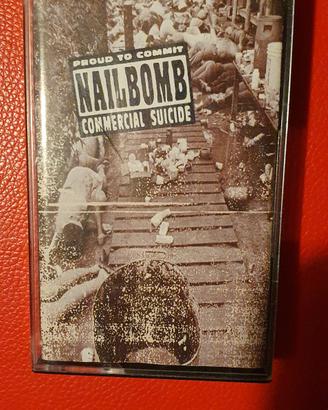 PROUD TO COMMIT
NAILBOMB
COMMERCIAL SUICIDE